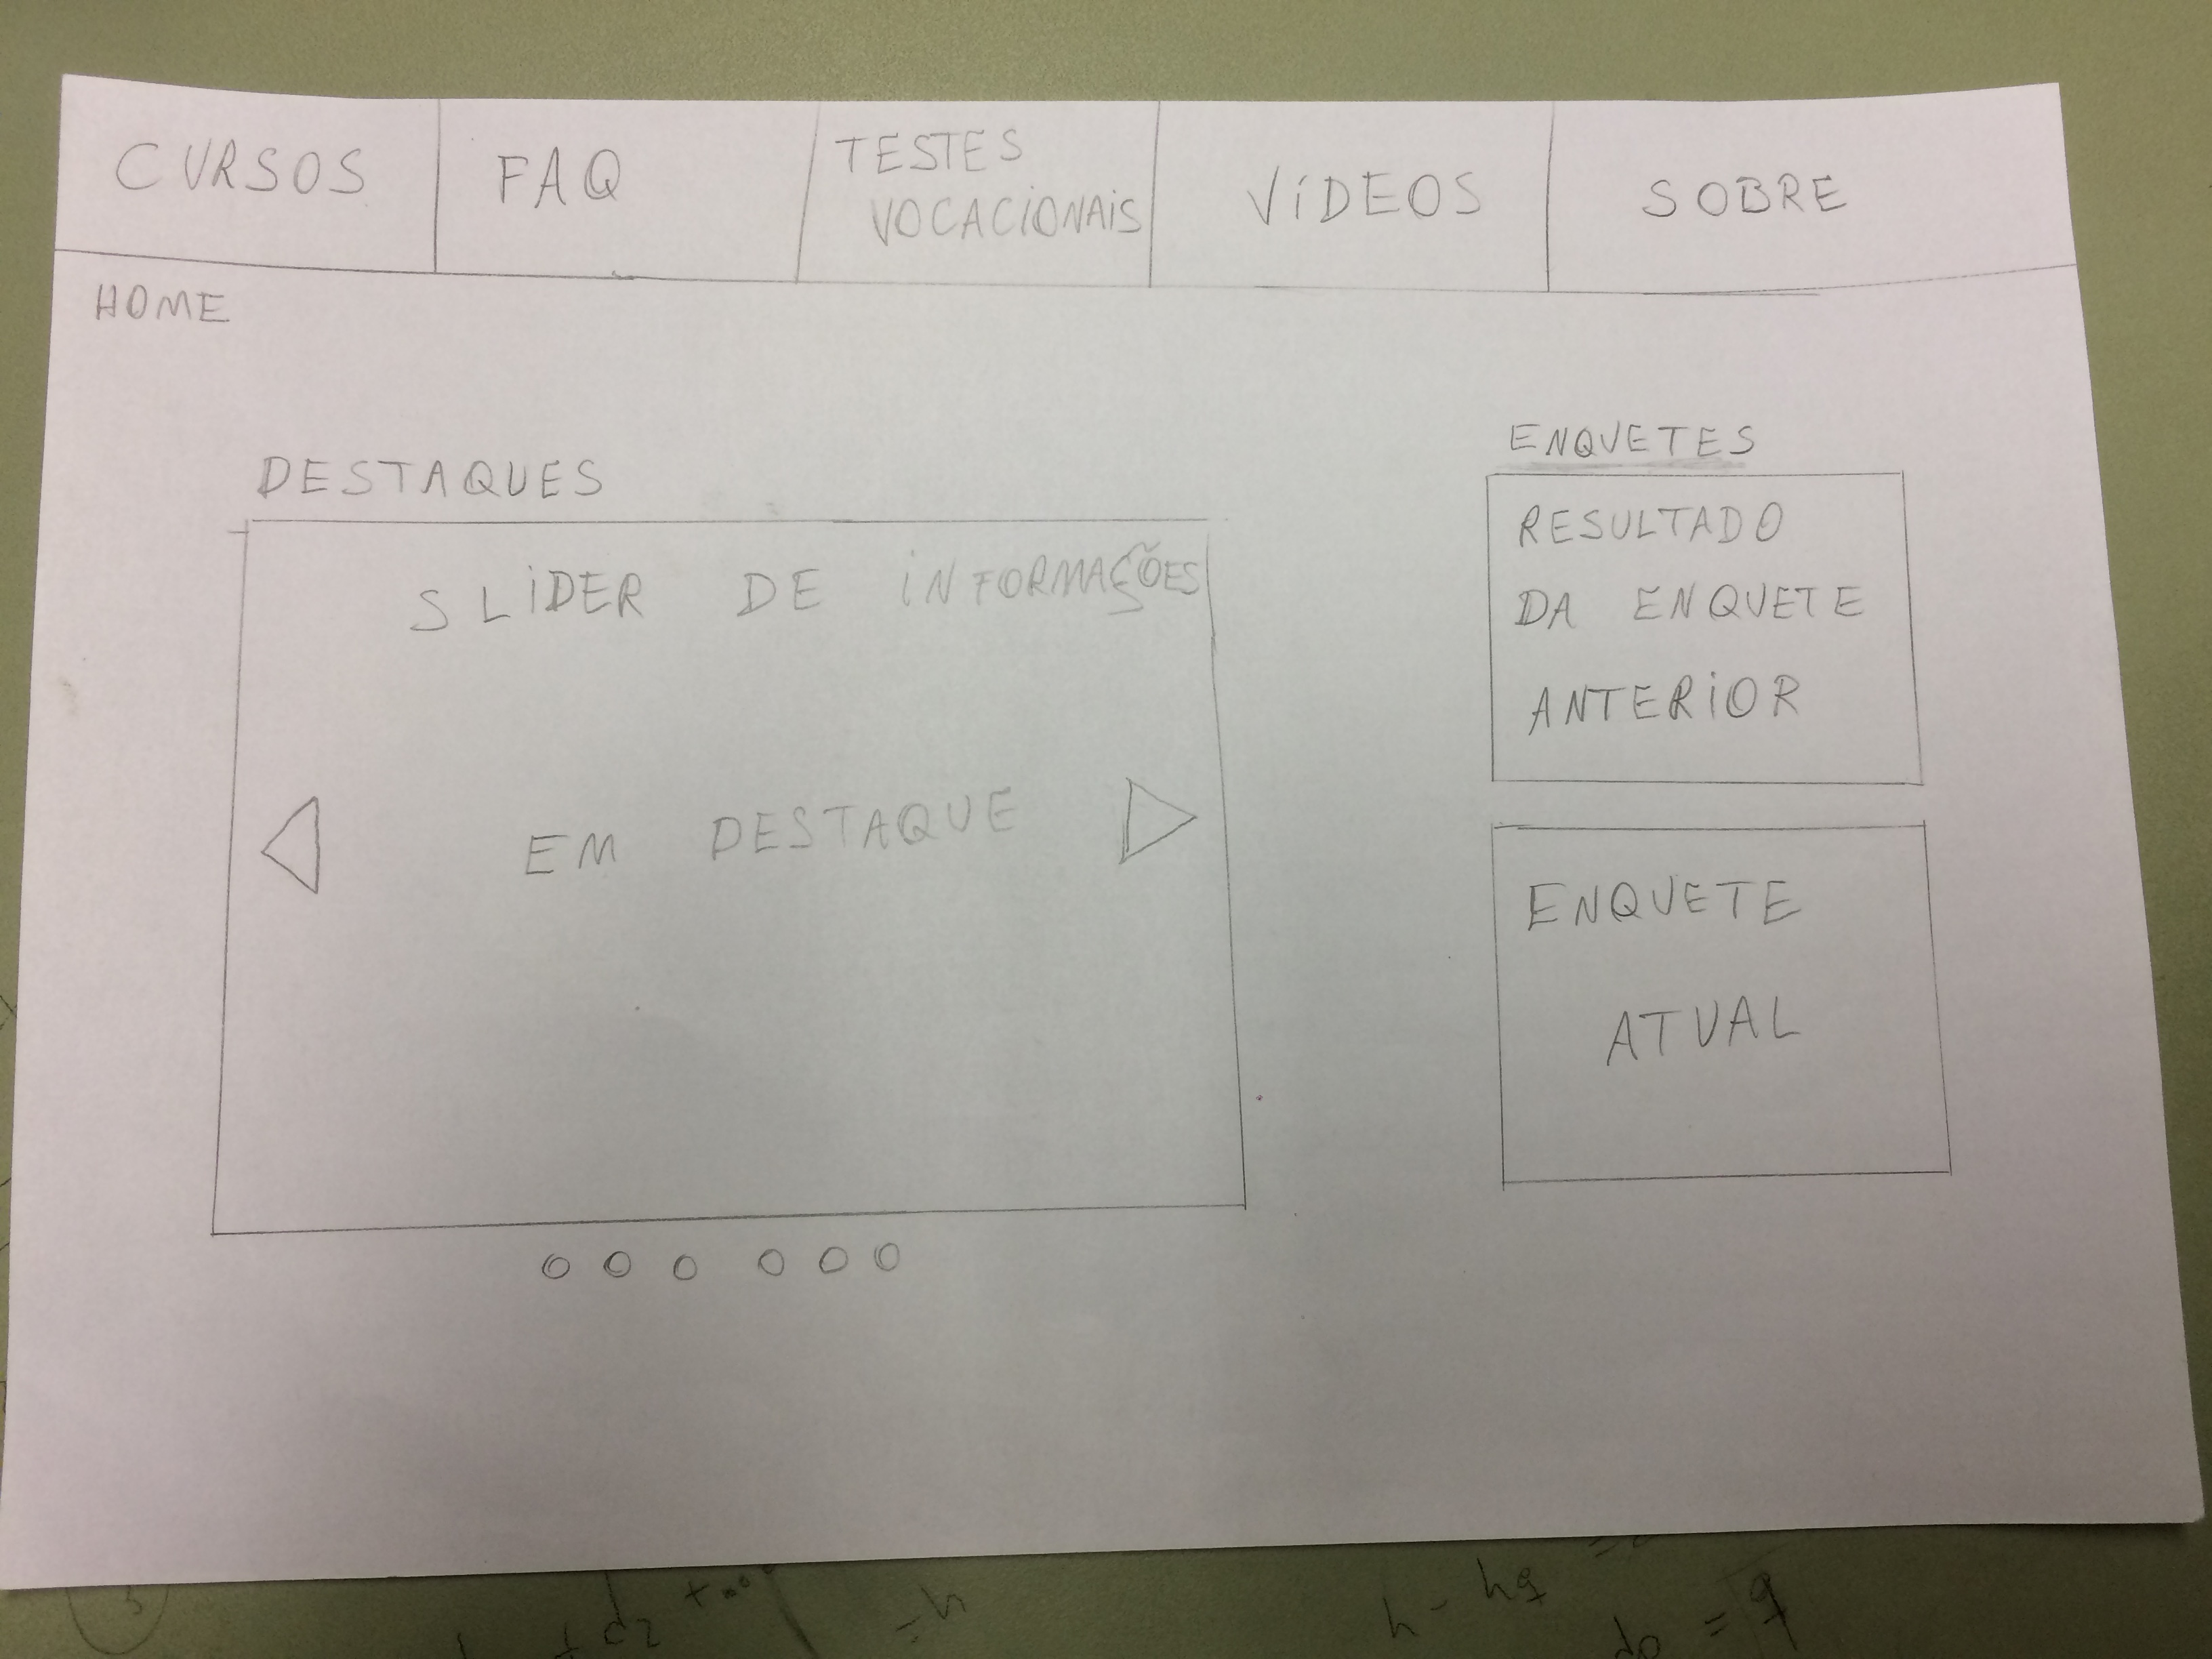 CURSOS
FAQ
TESTES
VOCACIONAIS
VÍDEOS
SOBRE
HOME
DESTAQUES
SLIDER DE INFORMAÇÕES
EM DESTAQUE
ENQUETES
RESULTADO
DA ENQUETE
ANTERIOR
ENQUETE
ATUAL